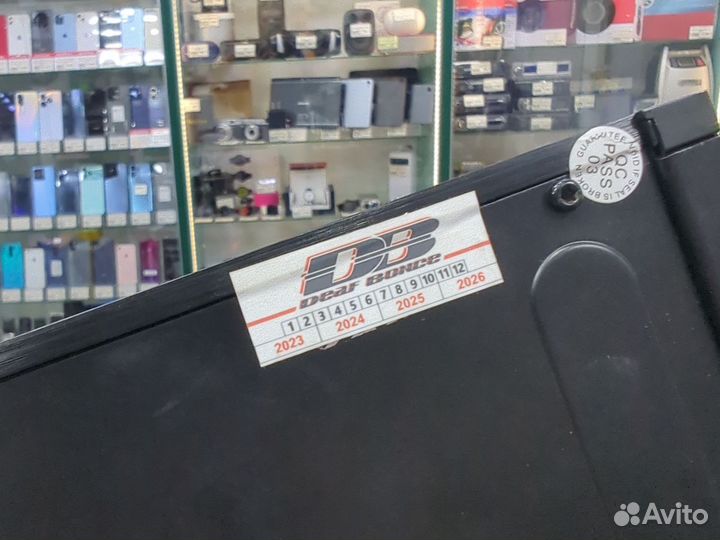 DB
Deaf Bonce
1 2 3 4 5 6 7 8 9 10 11 12
2023 2024 2025 2026
GUARANTEE VOID IF SEAL IS BROKEN
QC
PASS
03
Avito